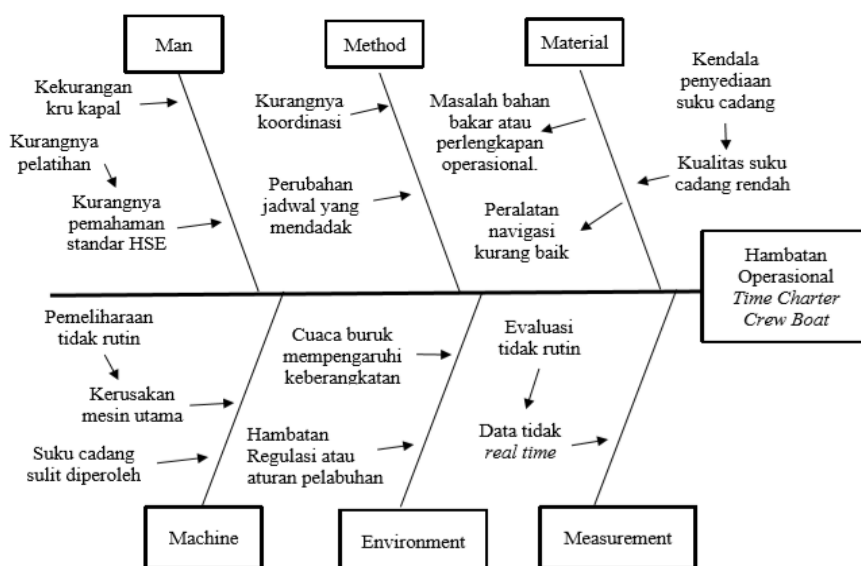 Man
Method
Material
Kekurangan
kru kapal
Kurangnya
pelatihan
Kurangnya
pemahaman
standar HSE
Kurangnya
koordinasi
Perubahan
jadwal yang
mendadak
Masalah bahan
bakar atau
perlengkapan
operasional.
Peralatan
navigasi
kurang baik
Kendala
penyediaan
suku cadang
Kualitas suku
cadang rendah
Hambatan
Operasional
Time Charter
Crew Boat
Pemeliharaan
tidak rutin
Kerusakan
mesin utama
Suku cadang
sulit diperoleh
Cuaca buruk
mempengaruhi
keberangkatan
Hambatan
Regulasi atau
aturan pelabuhan
Evaluasi
tidak rutin
Data tidak
real time
Machine
Environment
Measurement